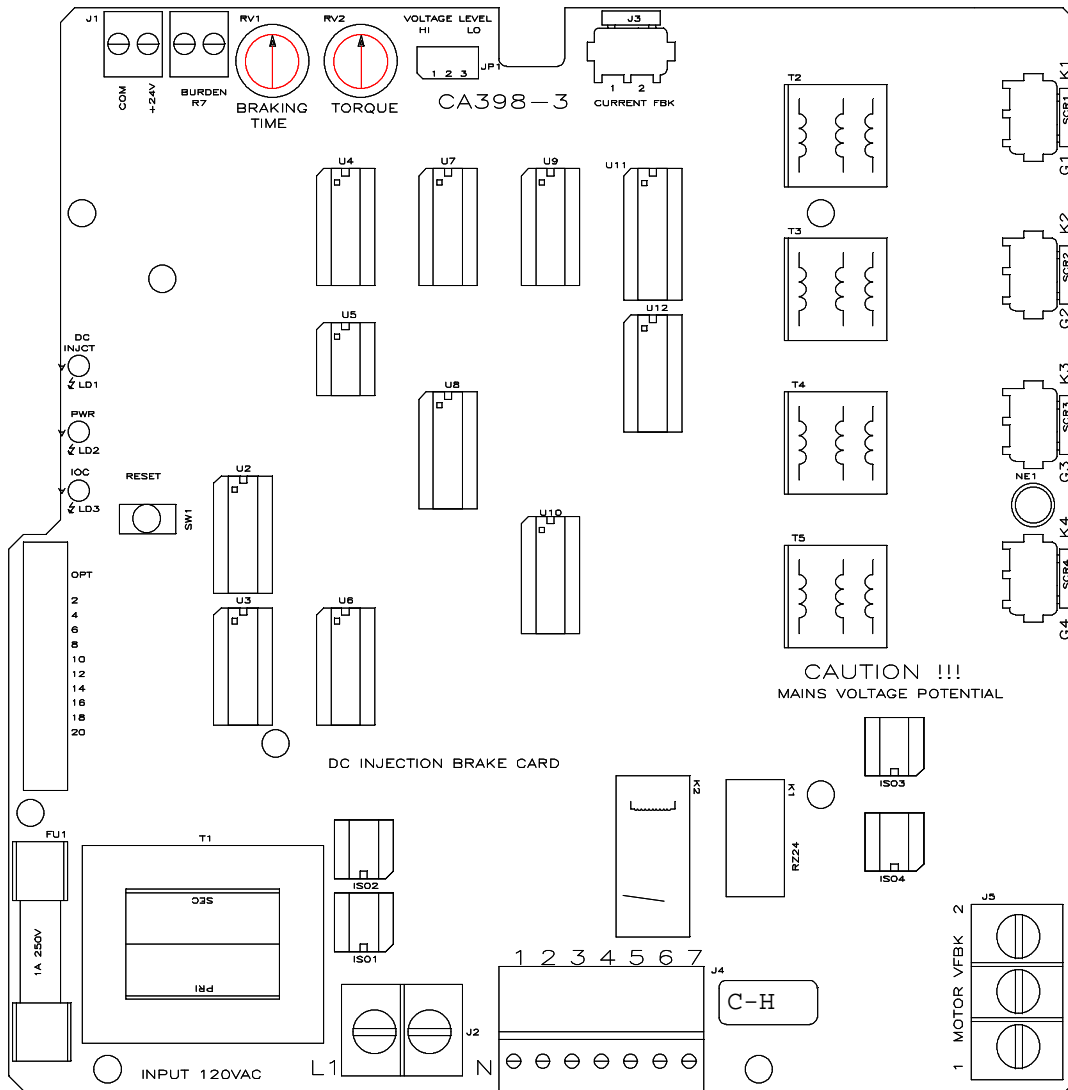 J1
RV1
RV2
VOLTAGE LEVEL
HI LO
J3
1 2 3
JP1
COM
+24V
BURDEN
R7
BRAKING
TIME
TORQUE
CA398-3
1 2
CURRENT FBK
T2
K1
SCR1
G1
U4
U7
U9
U11
T3
K2
SCR2
G2
U5
U12
DC
INJCT
LD1
U8
T4
K3
SCR3
G3
PWR
LD2
IOC
LD3
RESET
SW1
U2
U10
NE1
T5
K4
SCR4
G4
OPT
2
4
6
8
10
12
14
16
18
20
U3
U6
CAUTION !!!
MAINS VOLTAGE POTENTIAL
DC INJECTION BRAKE CARD
K2
K1
RZ24
ISO3
ISO4
FU1
1A 250V
T1
SEC
PRI
ISO2
ISO1
J5
1 MOTOR VFBK 2
1 2 3 4 5 6 7
J4
C-H
J2
L1
N
INPUT 120VAC